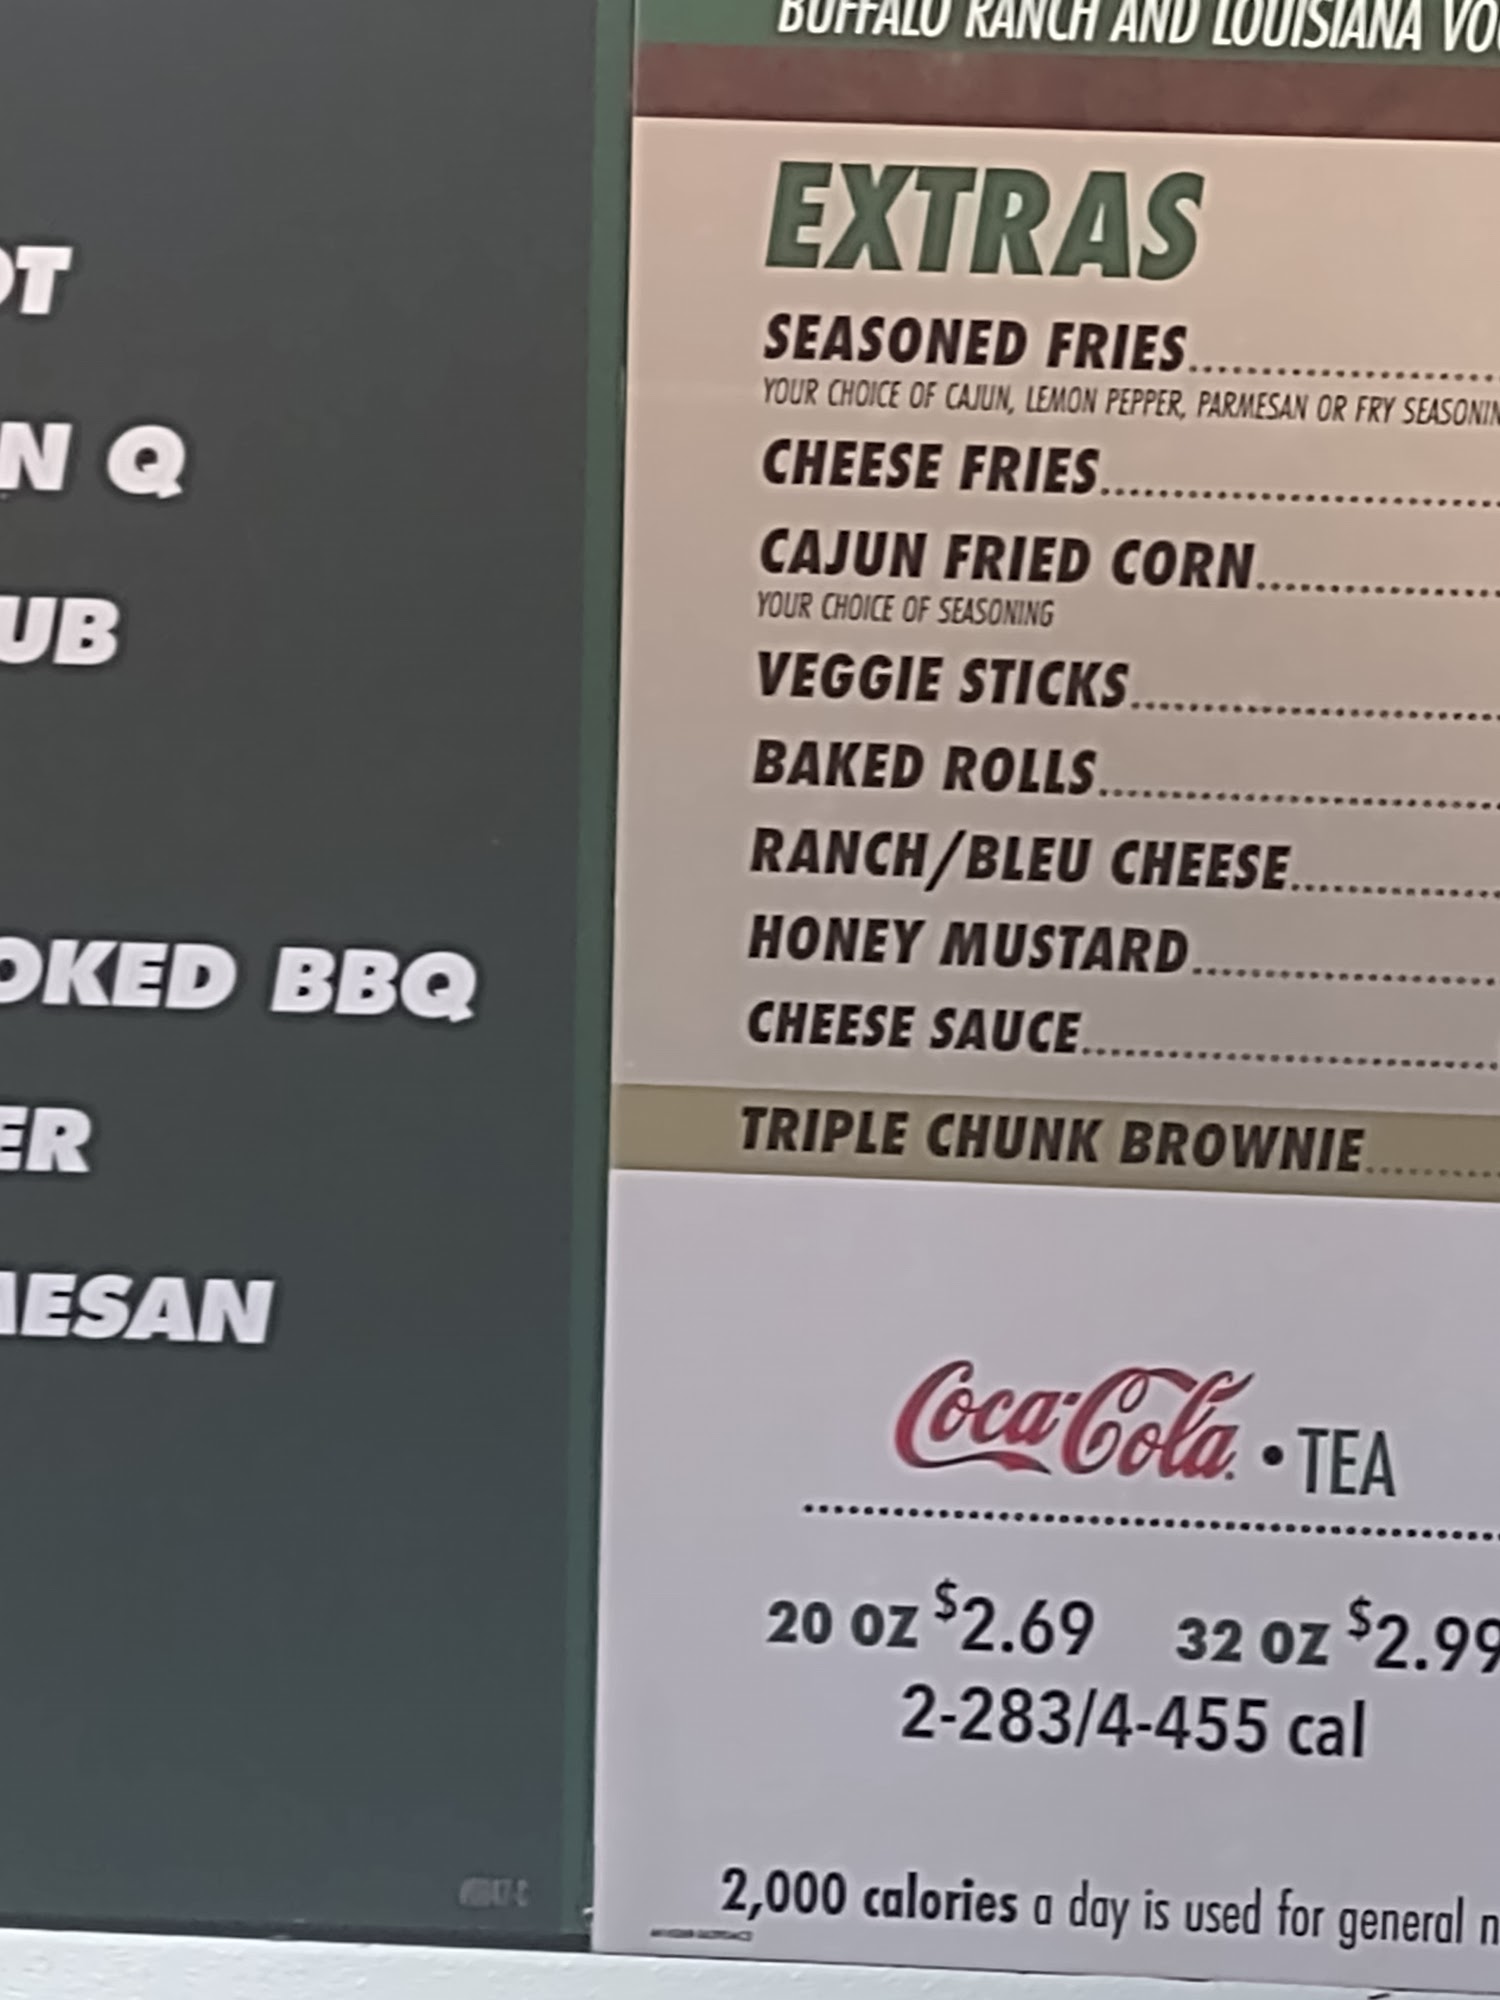 OT
N Q
UB
OKED BBQ
ER
MESAN
BUFFALO RANCH AND LOUISIANA VOO
EXTRAS
SEASONED FRIES
YOUR CHOICE OF CAJUN, LEMON PEPPER, PARMESAN OR FRY SEASONIN
CHEESE FRIES
CAJUN FRIED CORN
YOUR CHOICE OF SEASONING
VEGGIE STICKS
BAKED ROLLS
RANCH/BLEU CHEESE
HONEY MUSTARD
CHEESE SAUCE
TRIPLE CHUNK BROWNIE
Coca-Cola • TEA
20 OZ $2.69 32 OZ $2.99
2-283/4-455 cal
2,000 calories a day is used for general n